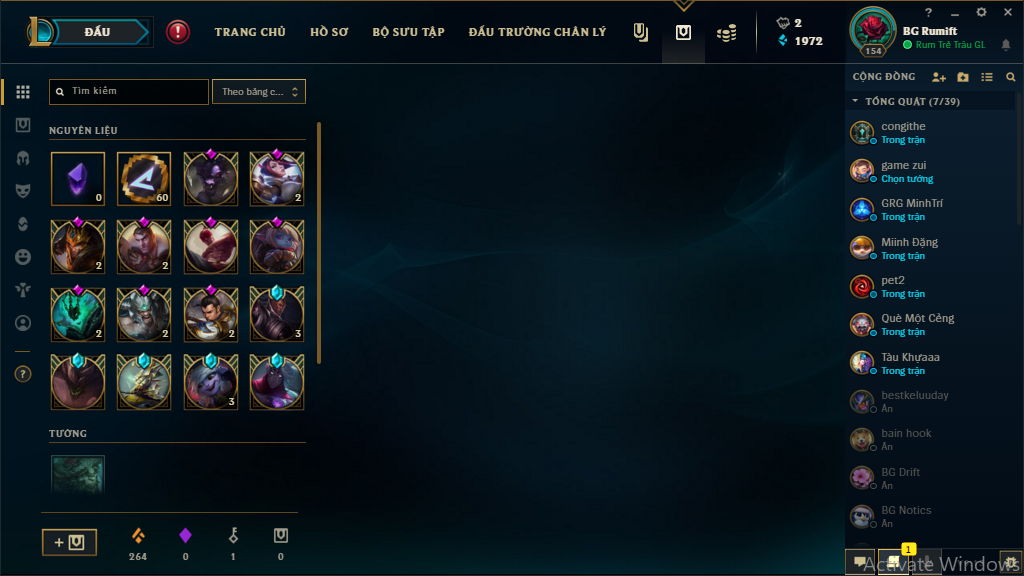 ĐẤU
TRANG CHỦ
HỒ SƠ
BỘ SƯU TẬP
ĐẤU TRƯỜNG CHÂN LÝ
2
1972
154
BG Rumift
Rum Trẻ Trâu GL
CỘNG ĐỒNG
TỔNG QUÁT (7/39)
Tìm kiếm
Theo bảng c...
NGUYÊN LIỆU
0
60
2
2
2
2
2
2
3
3
TƯỚNG
264
0
1
0
congithe
Trong trận
game zui
Chọn tướng
GRG MinhTrí
Trong trận
Miinh Đặng
Trong trận
pet2
Trong trận
Què Một Cẳng
Trong trận
Tàu Khựaaa
Trong trận
bestkeluuday
Ẩn
bain hook
Ẩn
BG Drift
Ẩn
BG Notics
Ẩn
1
Activate Windows